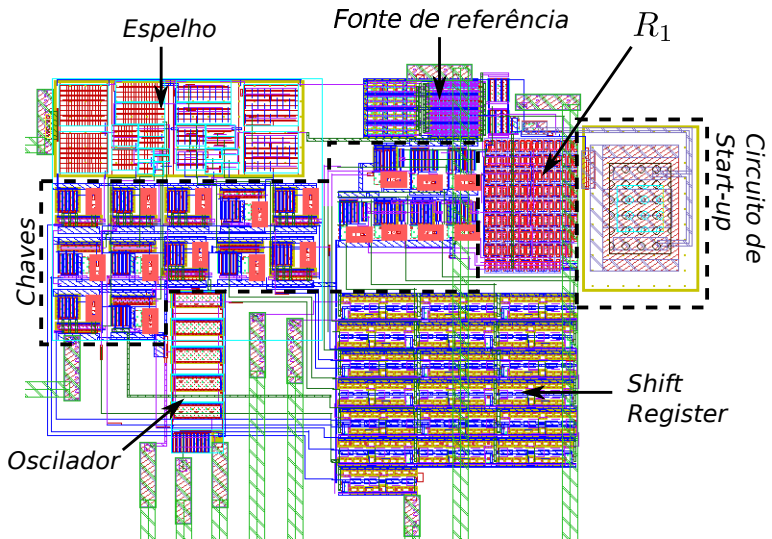 Espelho
Fonte de referência
R₁
Circuito de
Start-up
Chaves
Shift
Register
Oscilador